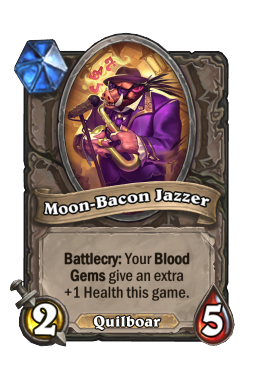 Moon-Bacon Jazzer
Battlecry: Your Blood
Gems give an extra
+1 Health this game.
2
Quilboar
5